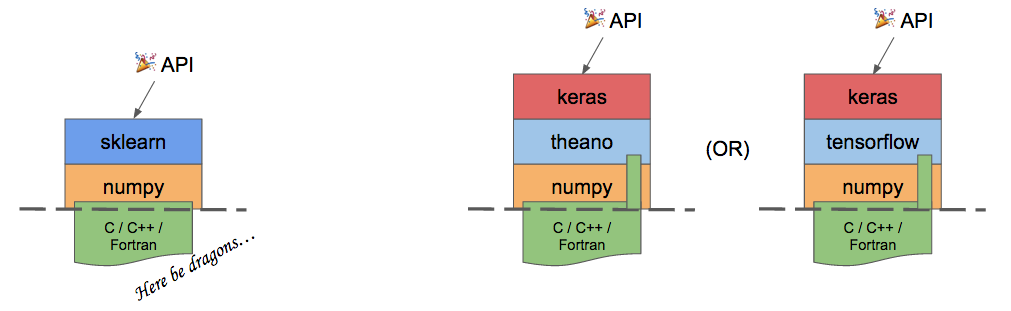 🎉 API
sklearn
numpy
C / C++ /
Fortran
Here be dragons...
🎉 API
keras
theano
numpy
C / C++ /
Fortran
(OR)
🎉 API
keras
tensorflow
numpy
C / C++ /
Fortran